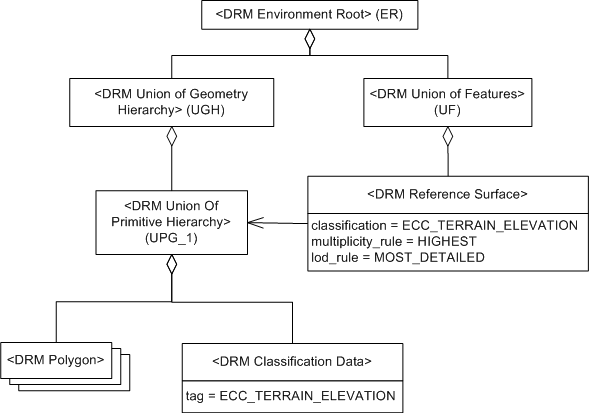 <DRM Environment Root> (ER)
<DRM Union of Geometry
Hierarchy> (UGH)
<DRM Union of Features>
(UF)
<DRM Union Of
Primitive Hierarchy>
(UPG_1)
<DRM Reference Surface>
classification = ECC_TERRAIN_ELEVATION
multiplicity_rule = HIGHEST
lod_rule = MOST_DETAILED
<DRM Polygon>
<DRM Classification Data>
tag = ECC_TERRAIN_ELEVATION